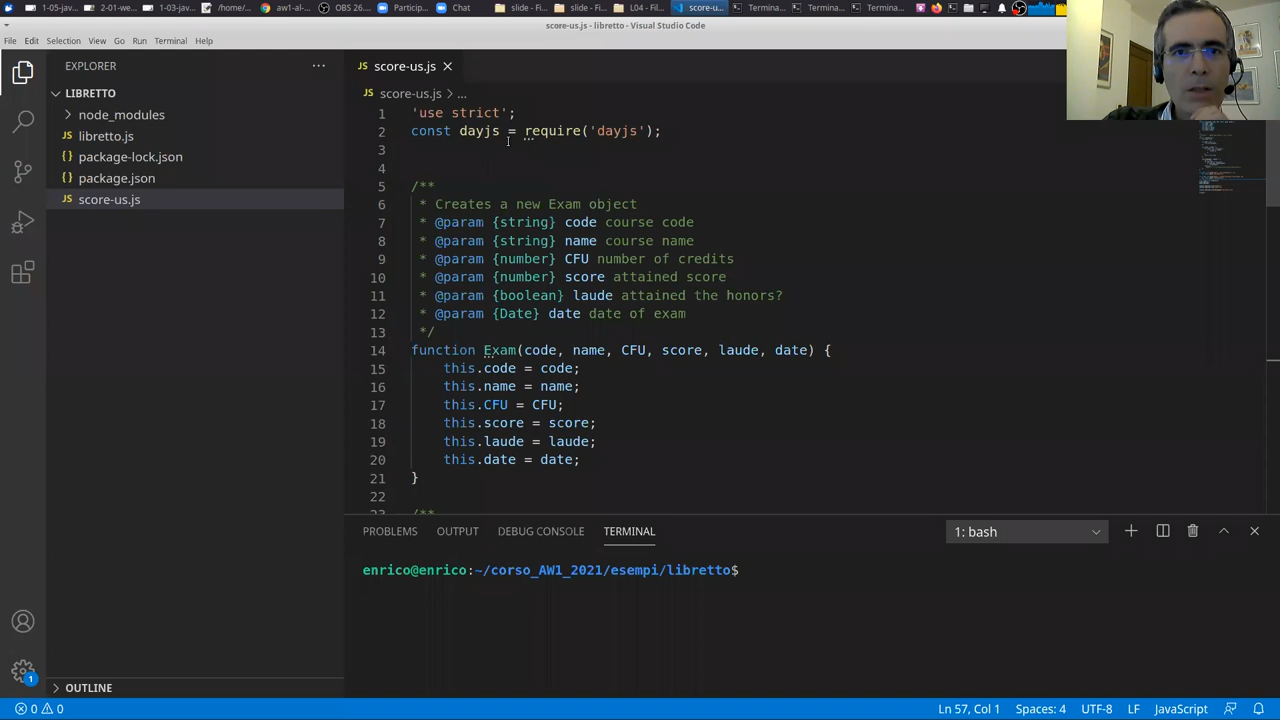 1-05-jav... 2-01-we... 1-03-jav... /home/... aw1-al-... OBS 26... Particip... Chat slide - Fi... slide - Fi... L04 - Fil... score-u... Termina... Termina... Termina...
score-us.js - libretto - Visual Studio Code
File Edit Selection View Go Run Terminal Help
EXPLORER ...
JS score-us.js
LIBRETTO
JS score-us.js > ...
node_modules
JS libretto.js
{} package-lock.json
{} package.json
JS score-us.js
1 'use strict';
2 const dayjs = require('dayjs');
3
4
5 /**
6 * Creates a new Exam object
7 * @param {string} code course code
8 * @param {string} name course name
9 * @param {number} CFU number of credits
10 * @param {number} score attained score
11 * @param {boolean} laude attained the honors?
12 * @param {Date} date date of exam
13 */
14 function Exam(code, name, CFU, score, laude, date) {
15 this.code = code;
16 this.name = name;
17 this.CFU = CFU;
18 this.score = score;
19 this.laude = laude;
20 this.date = date;
21 }
22
23 /**
PROBLEMS OUTPUT DEBUG CONSOLE TERMINAL 1: bash
enrico@enrico:~/corso_AW1_2021/esempi/libretto$
1
OUTLINE
0 0 Ln 57, Col 1 Spaces: 4 UTF-8 LF JavaScript